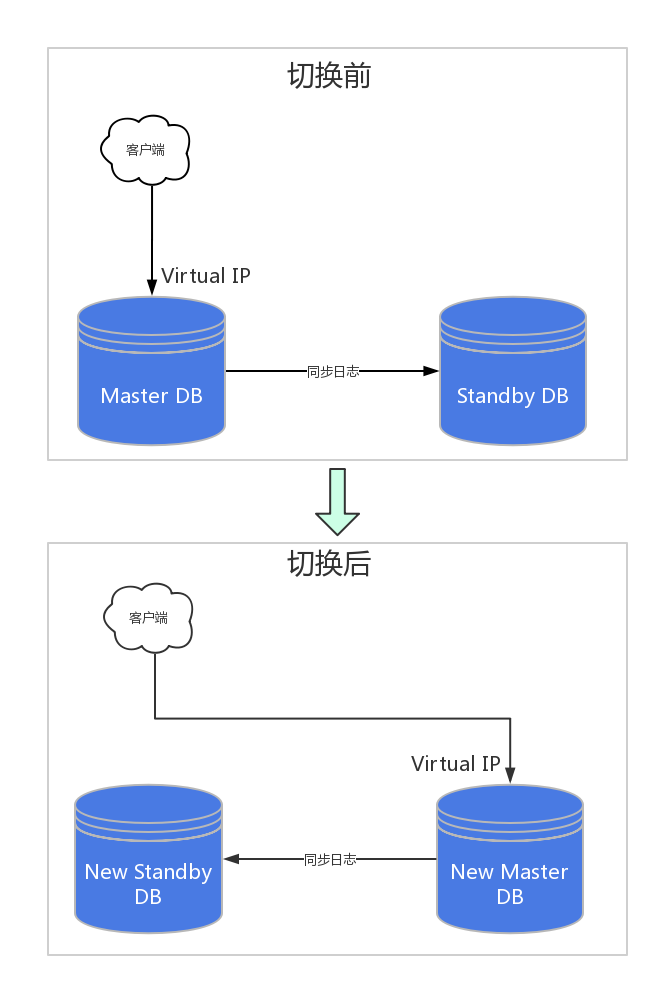 切换前
客户端
Virtual IP
Master DB
同步日志
Standby DB
切换后
客户端
Virtual IP
New Standby
DB
同步日志
New Master
DB